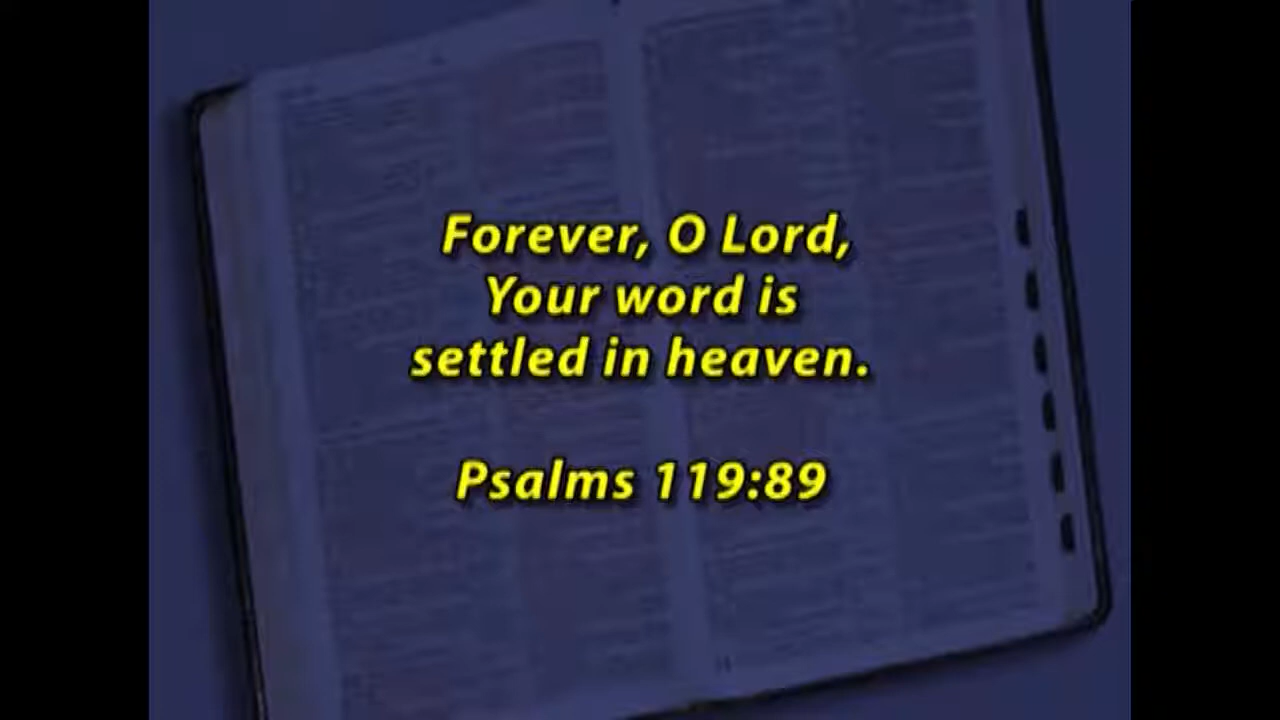 Forever, O Lord,
Your word is
settled in heaven.
Psalms 119:89